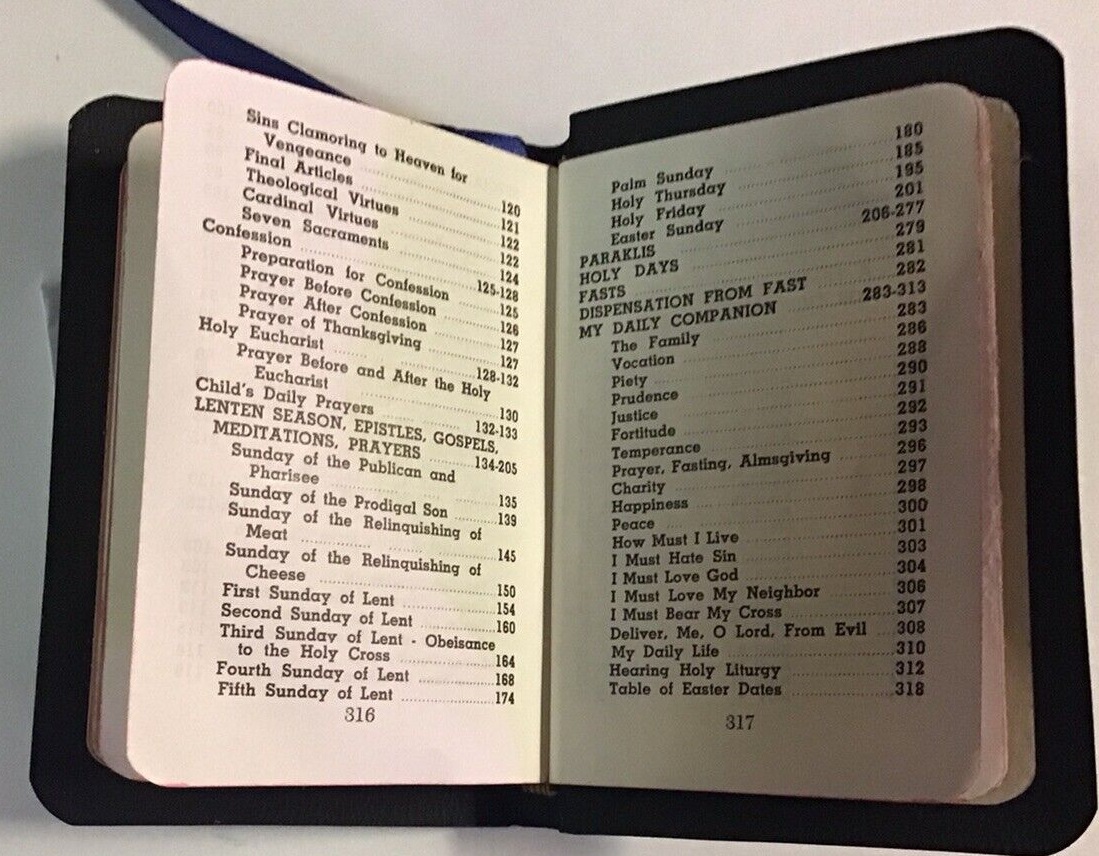 Sins Clamoring to Heaven for
Vengeance 120
Final Articles 121
Theological Virtues 122
Cardinal Virtues 122
Seven Sacraments 124
Confession 125-128
Preparation for Confession 125
Prayer Before Confession 126
Prayer After Confession 127
Prayer of Thanksgiving 127
Holy Eucharist 128-132
Prayer Before and After the Holy
Eucharist 130
Child's Daily Prayers 132-133
LENTEN SEASON, EPISTLES, GOSPELS,
MEDITATIONS, PRAYERS 134-205
Sunday of the Publican and
Pharisee 135
Sunday of the Prodigal Son 139
Sunday of the Relinquishing of
Meat 145
Sunday of the Relinquishing of
Cheese 150
First Sunday of Lent 154
Second Sunday of Lent 160
Third Sunday of Lent - Obeisance
to the Holy Cross 164
Fourth Sunday of Lent 168
Fifth Sunday of Lent 174
316
Palm Sunday 180
Holy Thursday 185
Holy Friday 195
Easter Sunday 201
PARAKLIS 206-277
HOLY DAYS 279
FASTS 281
DISPENSATION FROM FAST 282
MY DAILY COMPANION 283-313
The Family 283
Vocation 286
Piety 288
Prudence 290
Justice 291
Fortitude 292
Temperance 293
Prayer, Fasting, Almsgiving 296
Charity 297
Happiness 298
Peace 300
How Must I Live 301
I Must Hate Sin 303
I Must Love God 304
I Must Love My Neighbor 306
I Must Bear My Cross 307
Deliver, Me, O Lord, From Evil 308
My Daily Life 310
Hearing Holy Liturgy 312
Table of Easter Dates 318
317